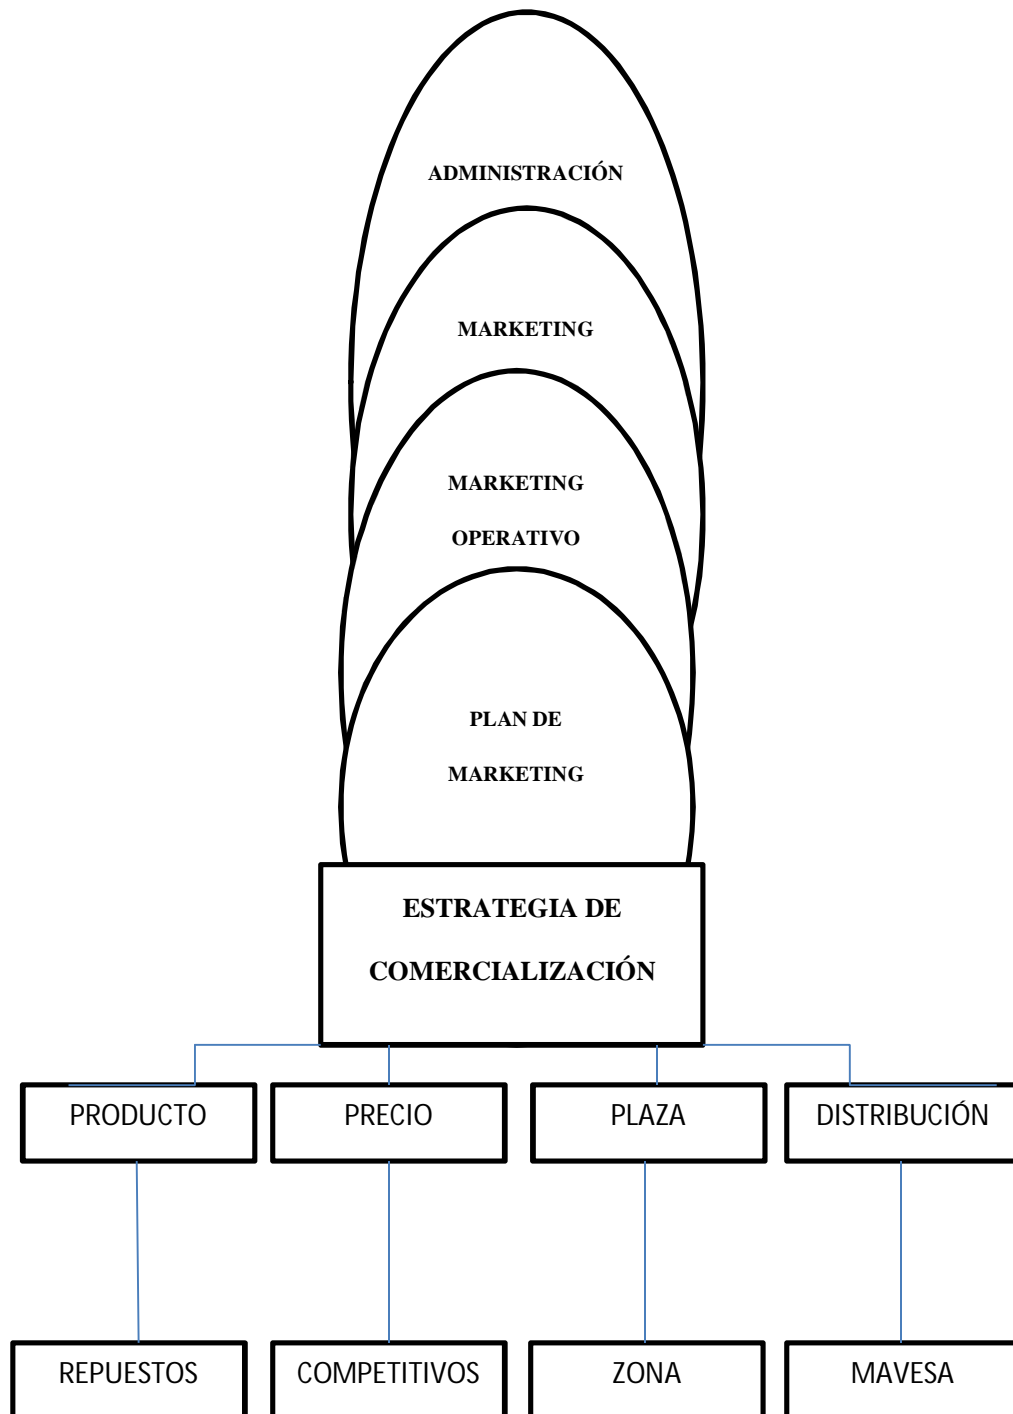 ADMINISTRACIÓN
MARKETING
MARKETING
OPERATIVO
PLAN DE
MARKETING
ESTRATEGIA DE
COMERCIALIZACIÓN
PRODUCTO PRECIO PLAZA DISTRIBUCIÓN
REPUESTOS COMPETITIVOS ZONA MAVESA